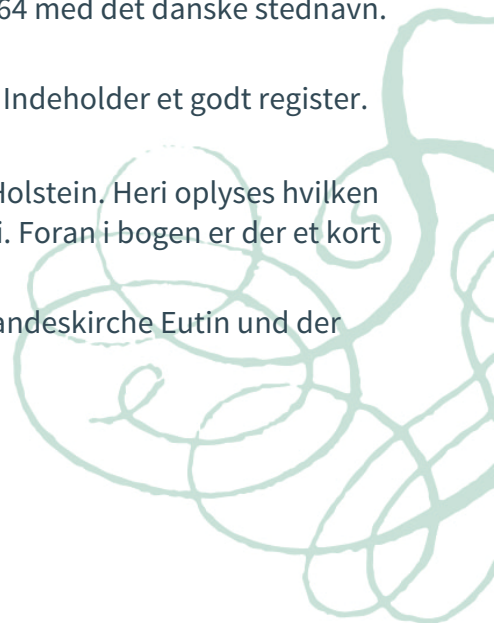 64 med det danske stednavn.
Indeholder et godt register.
Holstein. Heri oplyses hvilken
i. Foran i bogen er der et kort
andeskirche Eutin und der